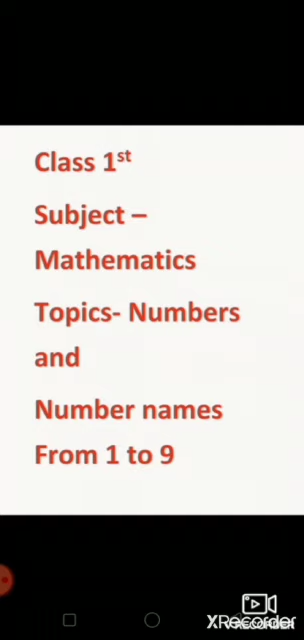 Class 1st
Subject –
Mathematics
Topics- Numbers
and
Number names
From 1 to 9
XRecorder